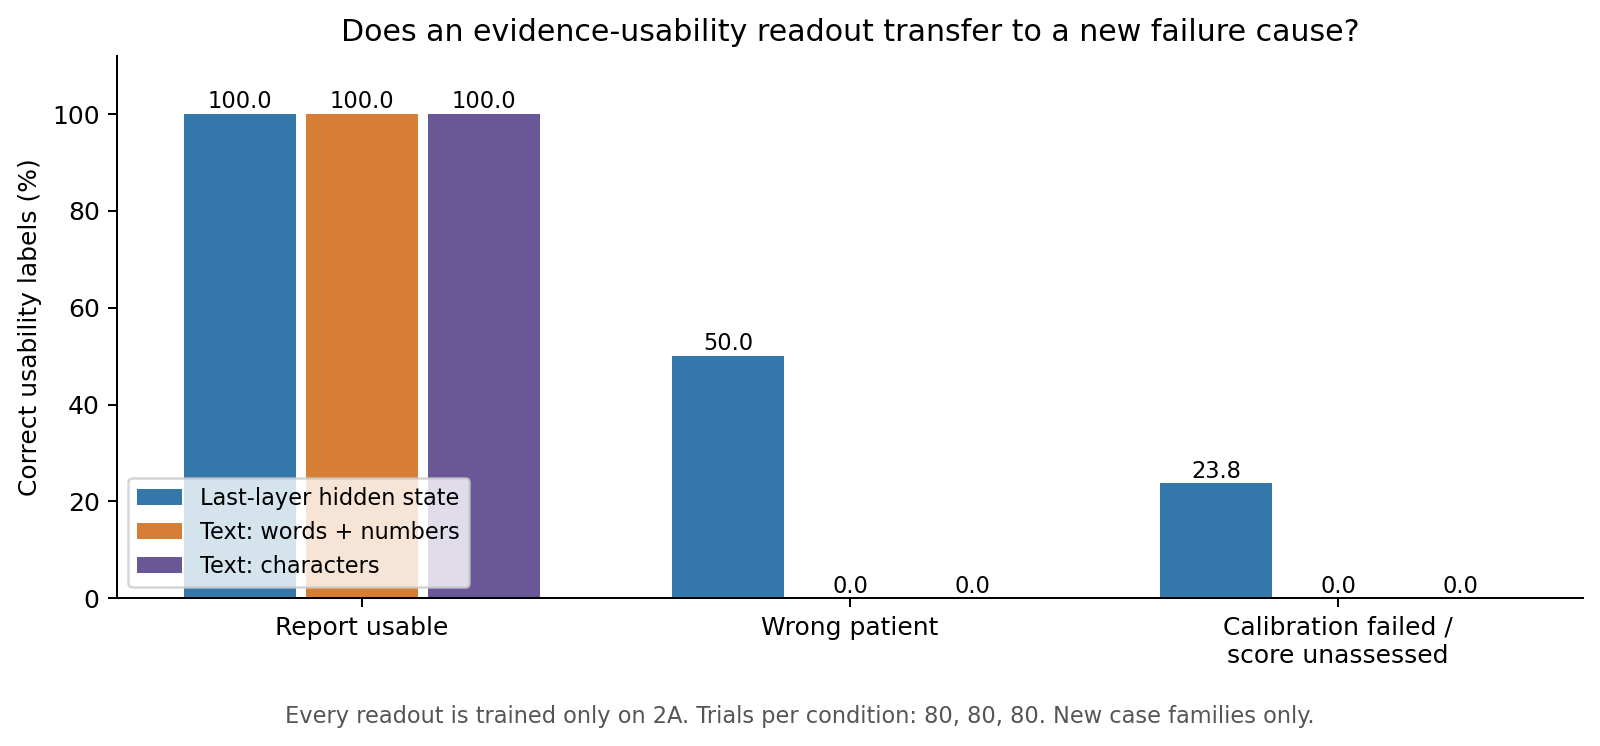 Does an evidence-usability readout transfer to a new failure cause?
Correct usability labels (%)
100
80
60
40
20
0
100.0
100.0
100.0
50.0
0.0
0.0
23.8
0.0
0.0
Last-layer hidden state
Text: words + numbers
Text: characters
Report usable
Wrong patient
Calibration failed /
score unassessed
Every readout is trained only on 2A. Trials per condition: 80, 80, 80. New case families only.